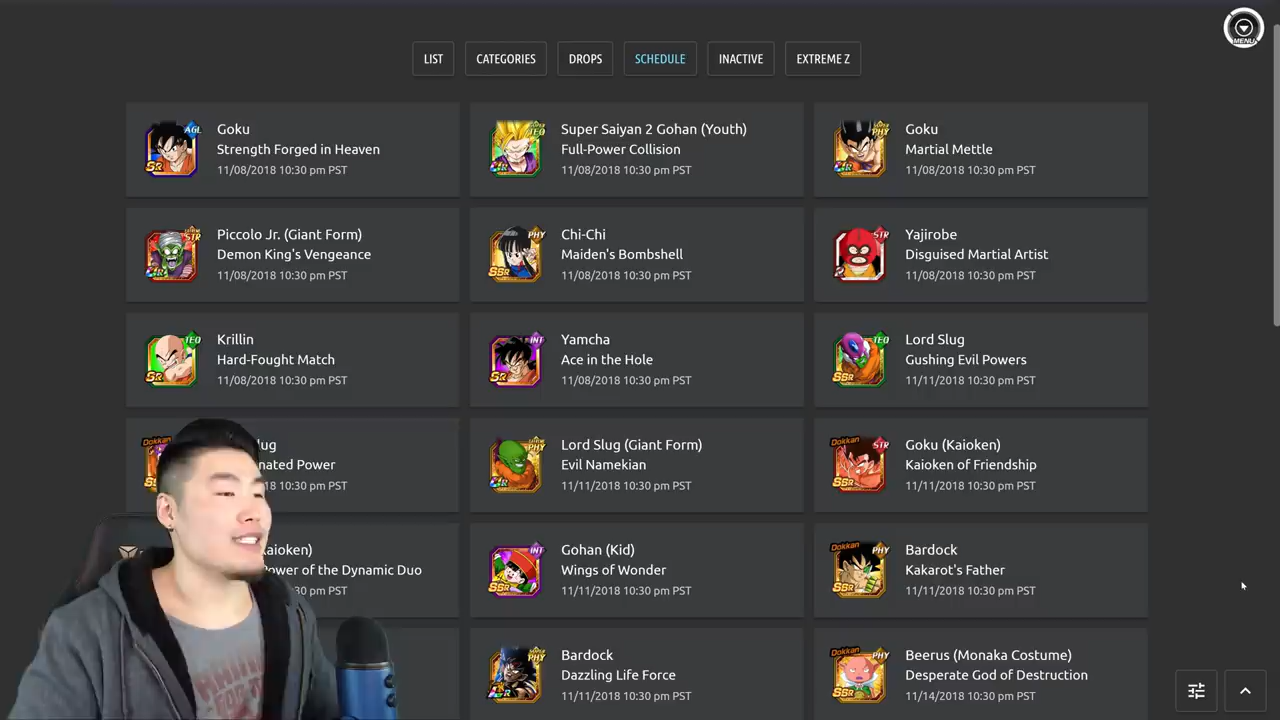 MENU
LIST
CATEGORIES
DROPS
SCHEDULE
INACTIVE
EXTREME Z
Goku
Strength Forged in Heaven
11/08/2018 10:30 pm PST
Super Saiyan 2 Gohan (Youth)
Full-Power Collision
11/08/2018 10:30 pm PST
Goku
Martial Mettle
11/08/2018 10:30 pm PST
Piccolo Jr. (Giant Form)
Demon King's Vengeance
11/08/2018 10:30 pm PST
Chi-Chi
Maiden's Bombshell
11/08/2018 10:30 pm PST
Yajirobe
Disguised Martial Artist
11/08/2018 10:30 pm PST
Krillin
Hard-Fought Match
11/08/2018 10:30 pm PST
Yamcha
Ace in the Hole
11/08/2018 10:30 pm PST
Lord Slug
Gushing Evil Powers
11/11/2018 10:30 pm PST
lug
nated Power
10:30 pm PST
Lord Slug (Giant Form)
Evil Namekian
11/11/2018 10:30 pm PST
Goku (Kaioken)
Kaioken of Friendship
11/11/2018 10:30 pm PST
aioken)
Power of the Dynamic Duo
:30 pm PST
Gohan (Kid)
Wings of Wonder
11/11/2018 10:30 pm PST
Bardock
Kakarot's Father
11/11/2018 10:30 pm PST
Bardock
Dazzling Life Force
11/11/2018 10:30 pm PST
Beerus (Monaka Costume)
Desperate God of Destruction
11/14/2018 10:30 pm PST